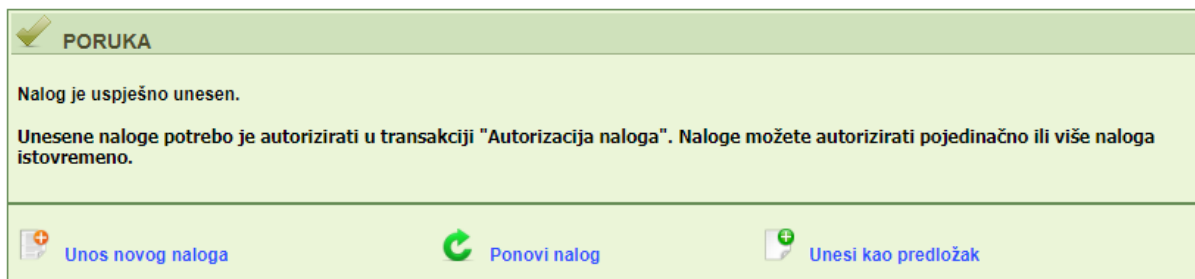 PORUKA
Nalog je uspješno unesen.
Unesene naloge potrebo je autorizirati u transakciji "Autorizacija naloga". Naloge možete autorizirati pojedinačno ili više naloga
istovremeno.
Unos novog naloga
Ponovi nalog
Unesi kao predložak